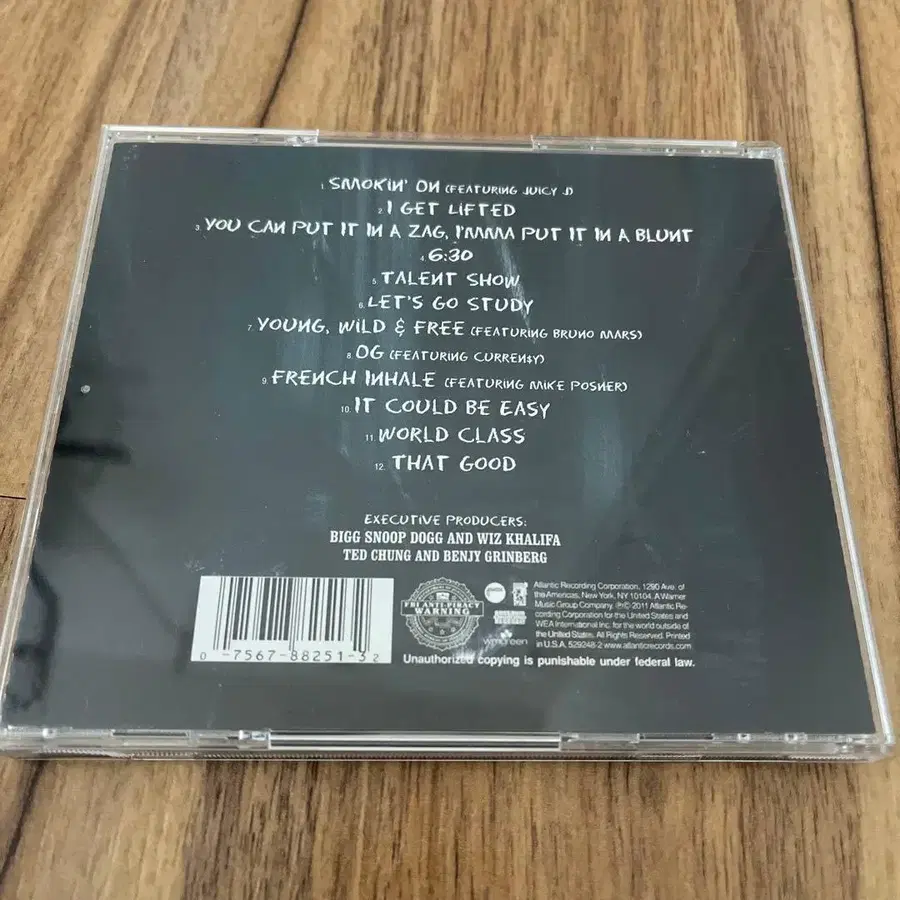 1. SMOKIN' ON (FEATURING JUICY J)
2. I GET LIFTED
3. YOU CAN PUT IT IN A ZAG, I'MMMA PUT IT IN A BLUNT
4. 6:30
5. TALENT SHOW
6. LET'S GO STUDY
7. YOUNG, WILD & FREE (FEATURING BRUNO MARS)
8. OG (FEATURING CURREN$Y)
9. FRENCH INHALE (FEATURING MIKE POSNER)
10. IT COULD BE EASY
11. WORLD CLASS
12. THAT GOOD
EXECUTIVE PRODUCERS:
BIGG SNOOP DOGG AND WIZ KHALIFA
TED CHUNG AND BENJY GRINBERG
0 -7567-88251-3 2
FBI ANTI-PIRACY
WARNING
Atlantic Recording Corporation, 1290 Ave. of
the Americas, New York, NY 10104. A Warner
Music Group Company. ℗© 2011 Atlantic Re-
cording Corporation for the United States and
WEA International Inc. for the world outside of
the United States. All Rights Reserved. Printed
in U.S.A. 529248-2 www.atlanticrecords.com
Unauthorized copying is punishable under federal law.